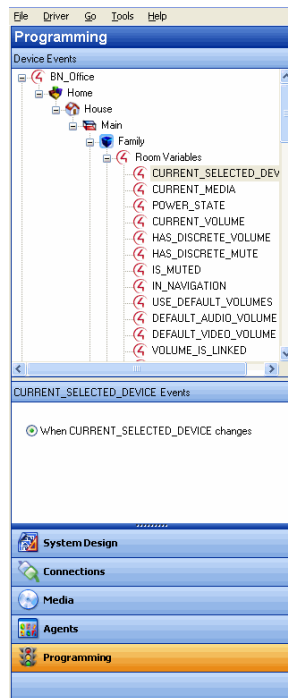 File Driver Go Tools Help
Programming
Device Events
BN_Office
Home
House
Main
Family
Room Variables
CURRENT_SELECTED_DEV
CURRENT_MEDIA
POWER_STATE
CURRENT_VOLUME
HAS_DISCRETE_VOLUME
HAS_DISCRETE_MUTE
IS_MUTED
IN_NAVIGATION
USE_DEFAULT_VOLUMES
DEFAULT_AUDIO_VOLUME
DEFAULT_VIDEO_VOLUME
VOLUME_IS_LINKED
CURRENT_SELECTED_DEVICE Events
When CURRENT_SELECTED_DEVICE changes
System Design
Connections
Media
Agents
Programming